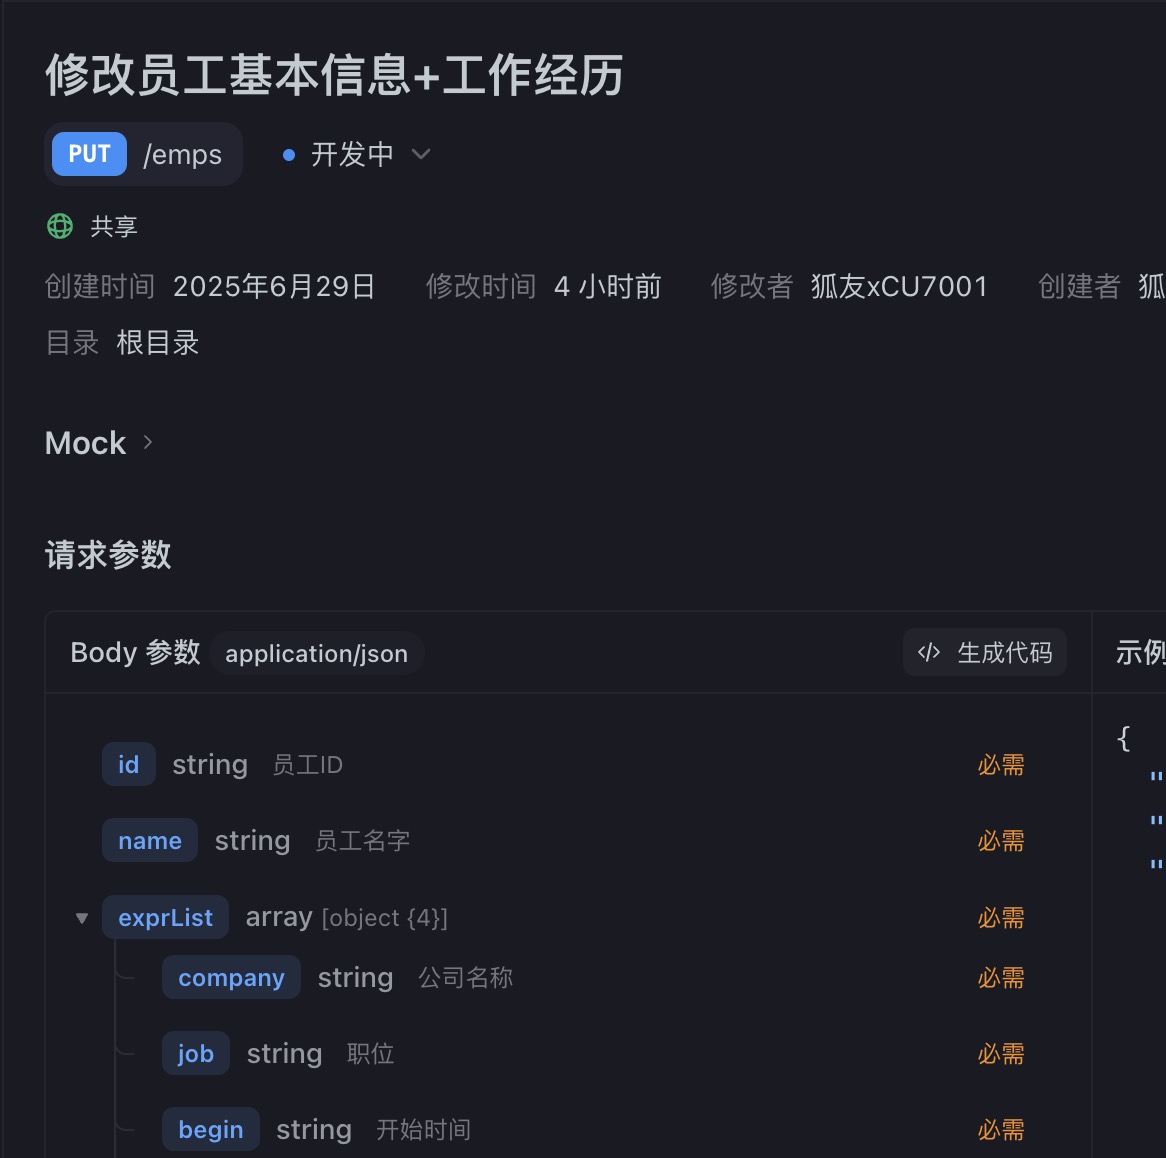 修改员工基本信息+工作经历
PUT /emps 开发中
共享
创建时间 2025年6月29日 修改时间 4 小时前 修改者 狐友xCU7001 创建者 狐
目录 根目录
Mock
请求参数
Body 参数 application/json </> 生成代码 示例
{
id string 员工ID 必需
"
name string 员工名字 必需
"
"
exprList array [object {4}] 必需
company string 公司名称 必需
job string 职位 必需
begin string 开始时间 必需